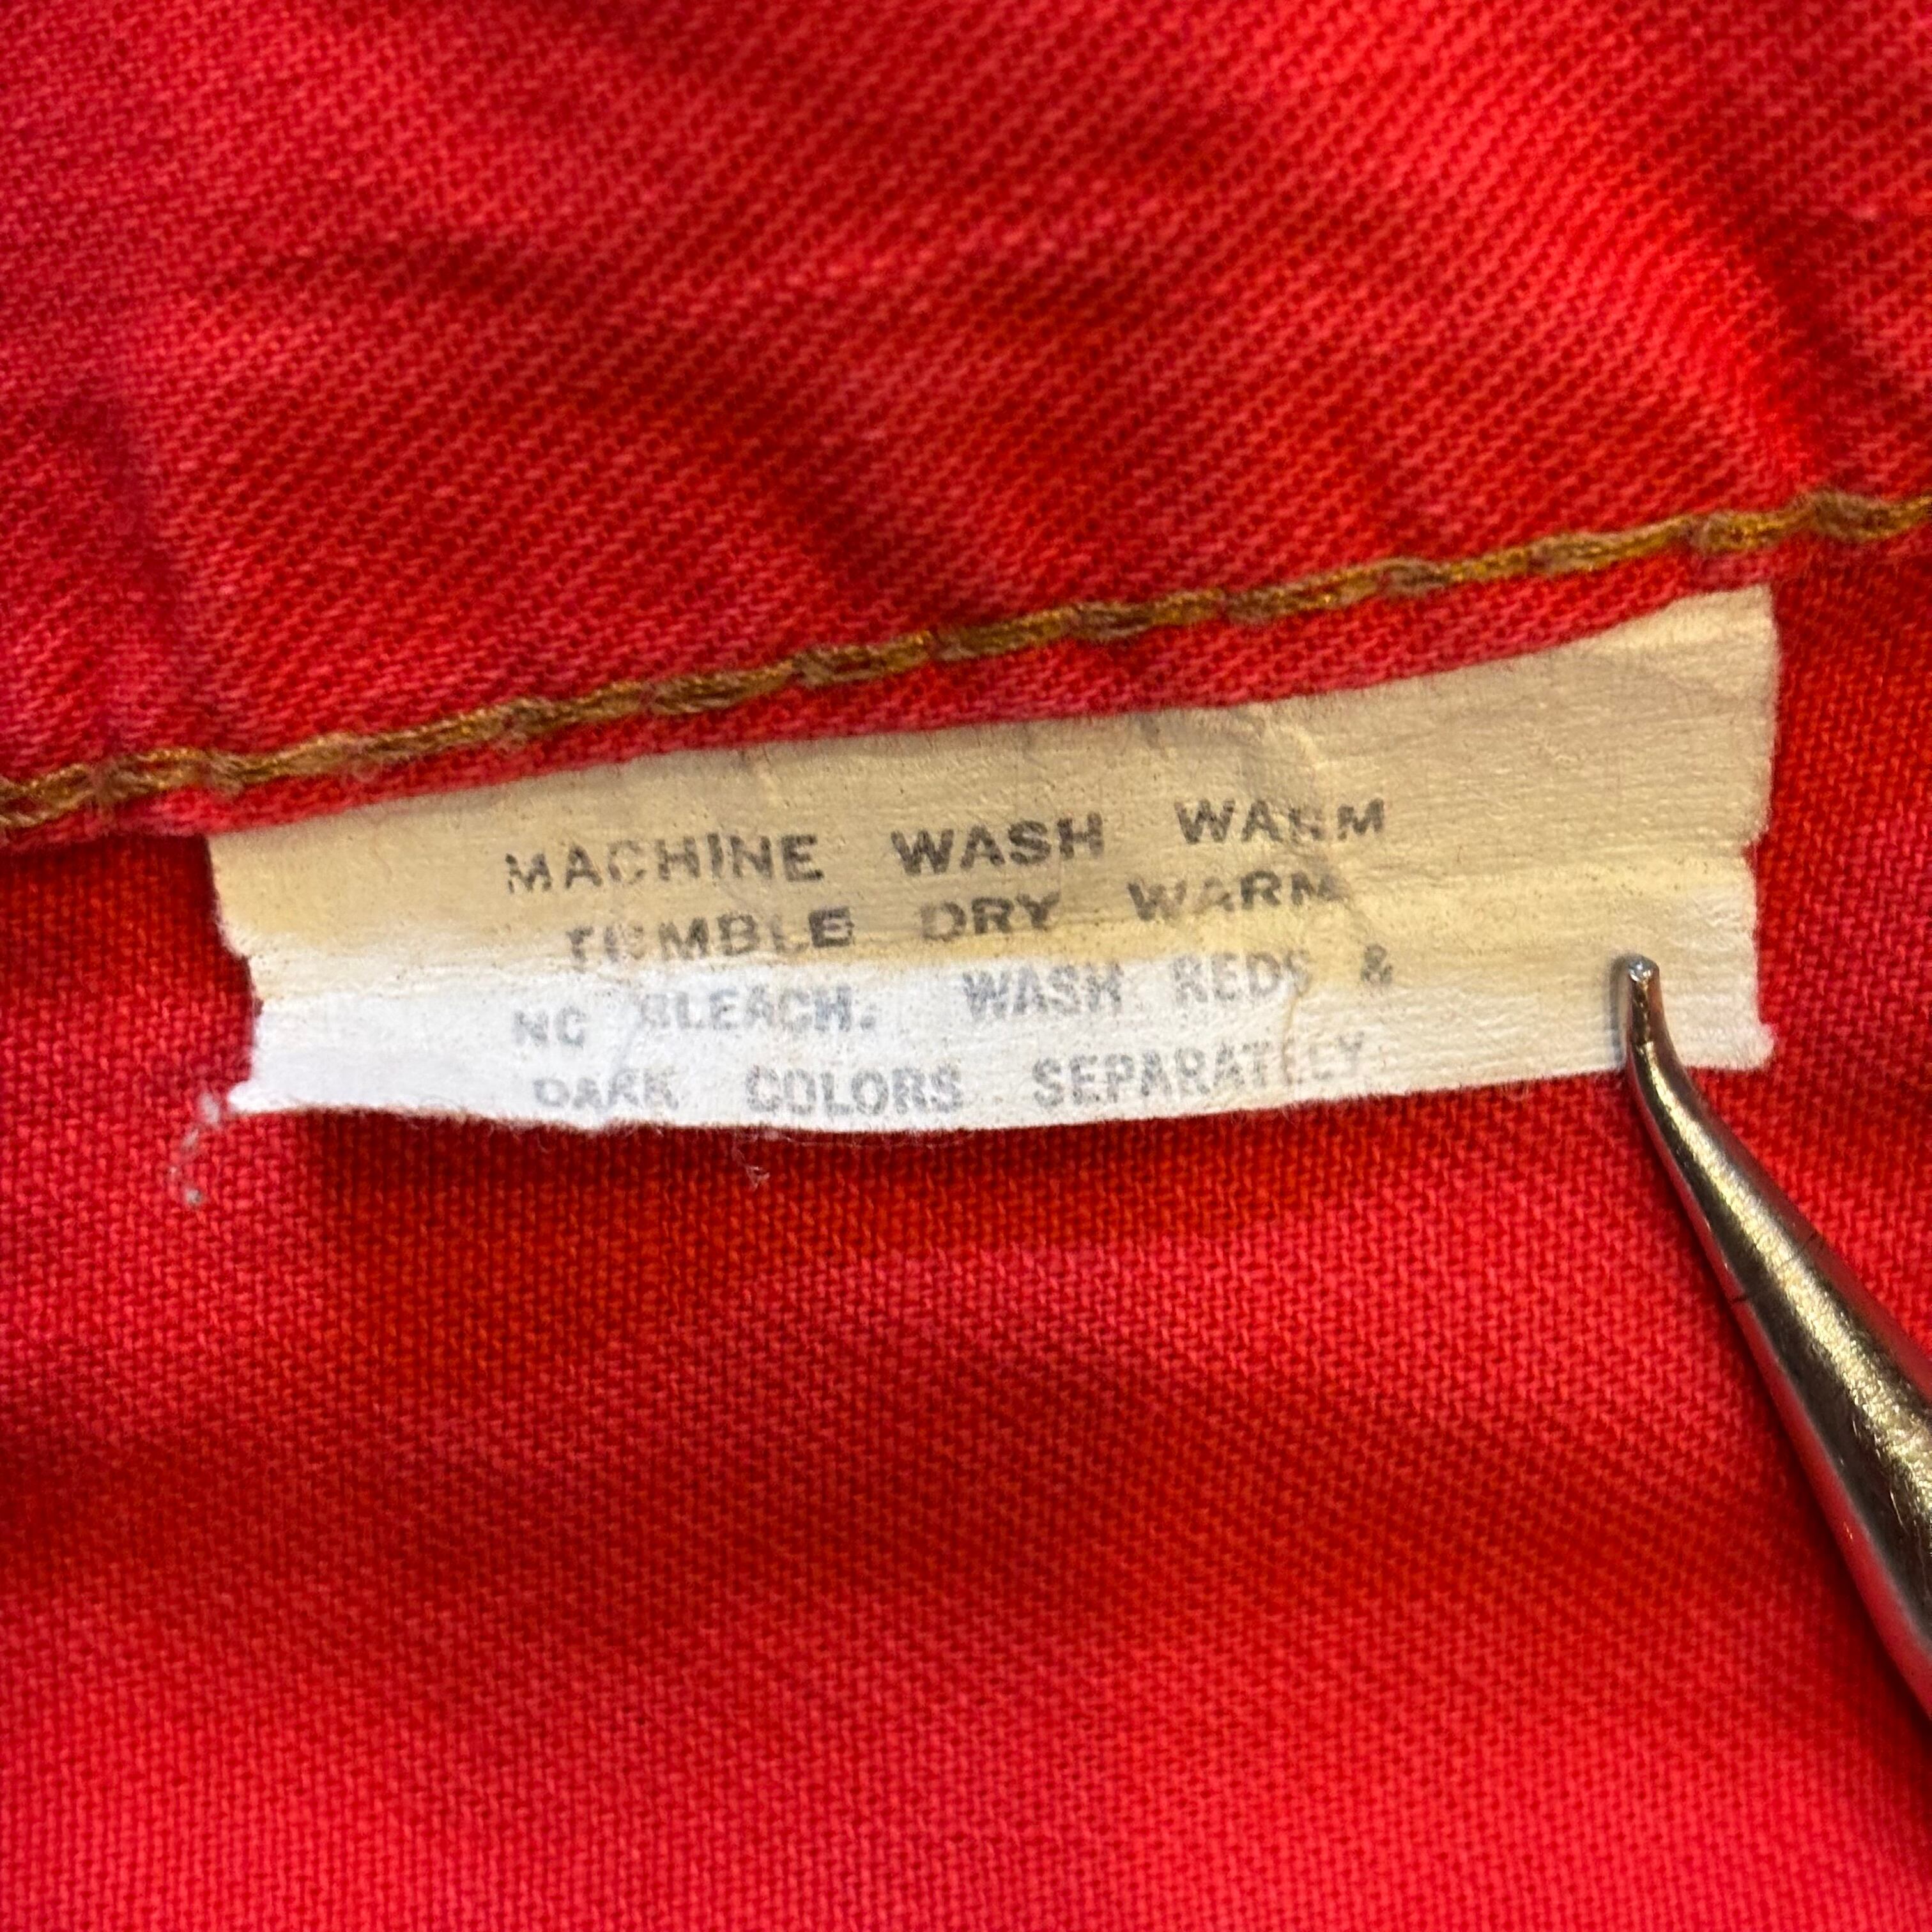 MACHINE WASH WARM
TUMBLE DRY WARM
NO BLEACH. WASH REDS &
DARK COLORS SEPARATELY